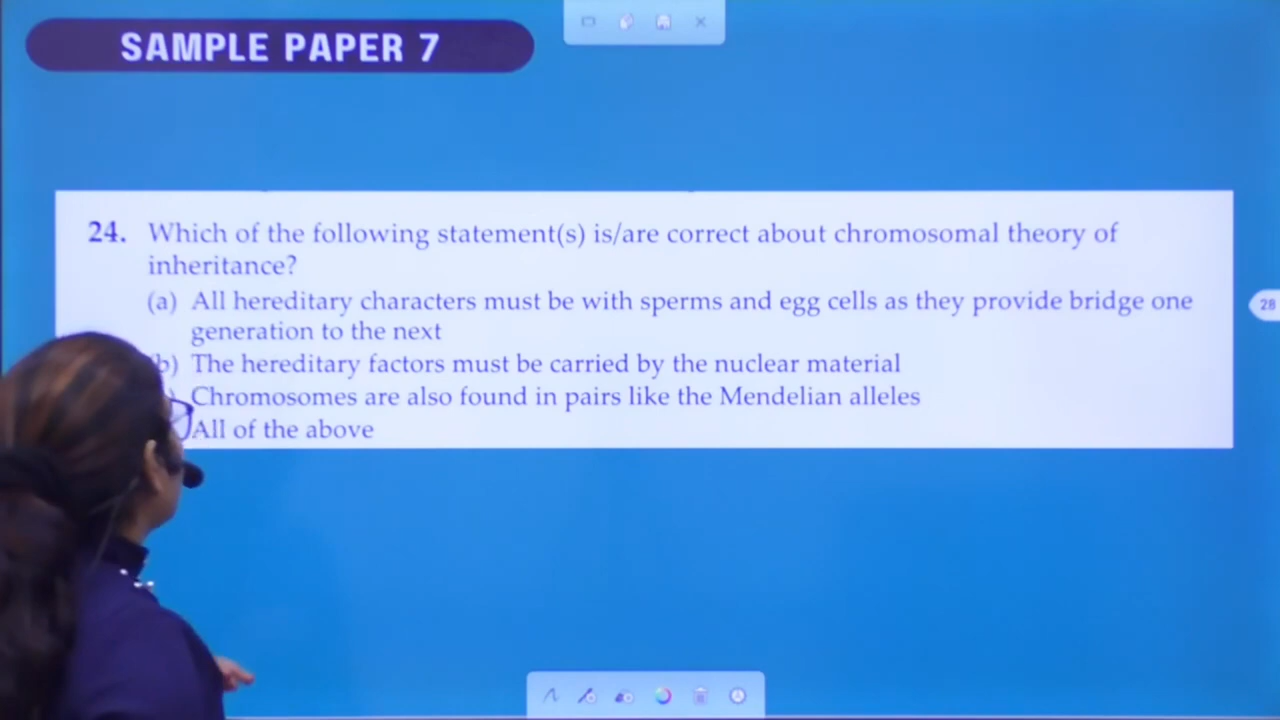 SAMPLE PAPER 7
24. Which of the following statement(s) is/are correct about chromosomal theory of
inheritance?
(a) All hereditary characters must be with sperms and egg cells as they provide bridge one
generation to the next
b) The hereditary factors must be carried by the nuclear material
) Chromosomes are also found in pairs like the Mendelian alleles
All of the above
28